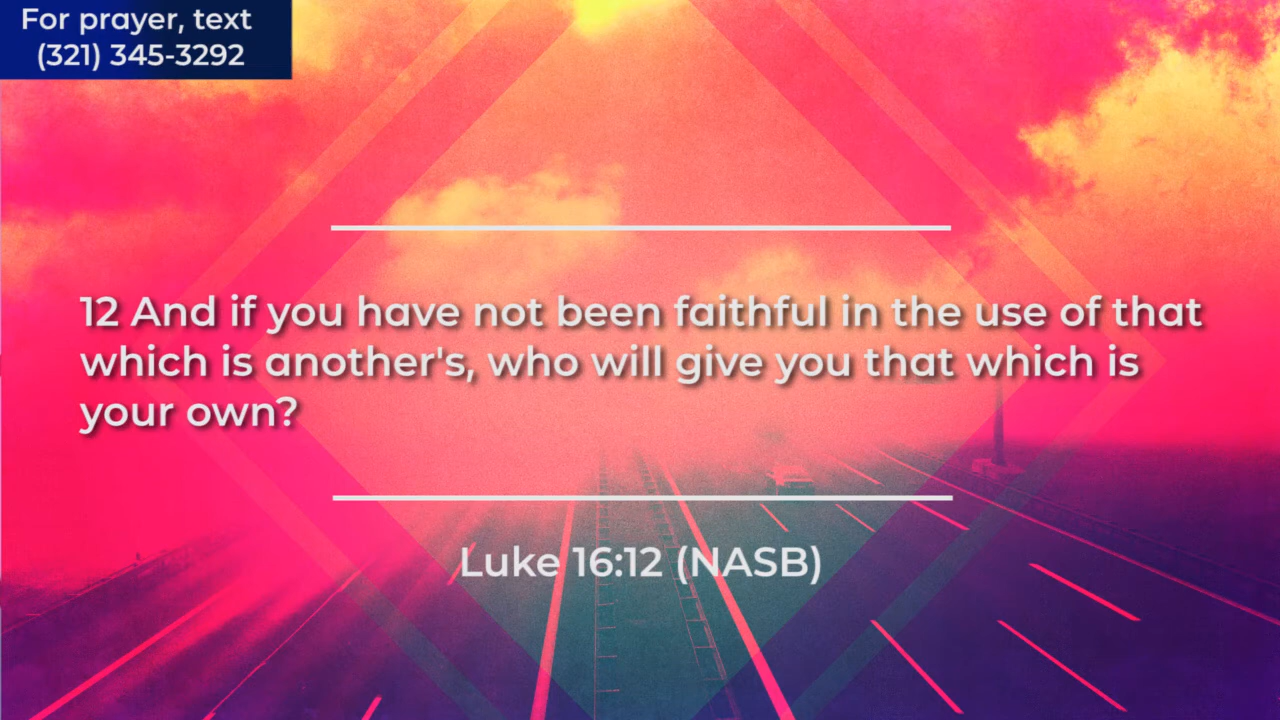 For prayer, text
(321) 345-3292
12 And if you have not been faithful in the use of that
which is another's, who will give you that which is
your own?
Luke 16:12 (NASB)